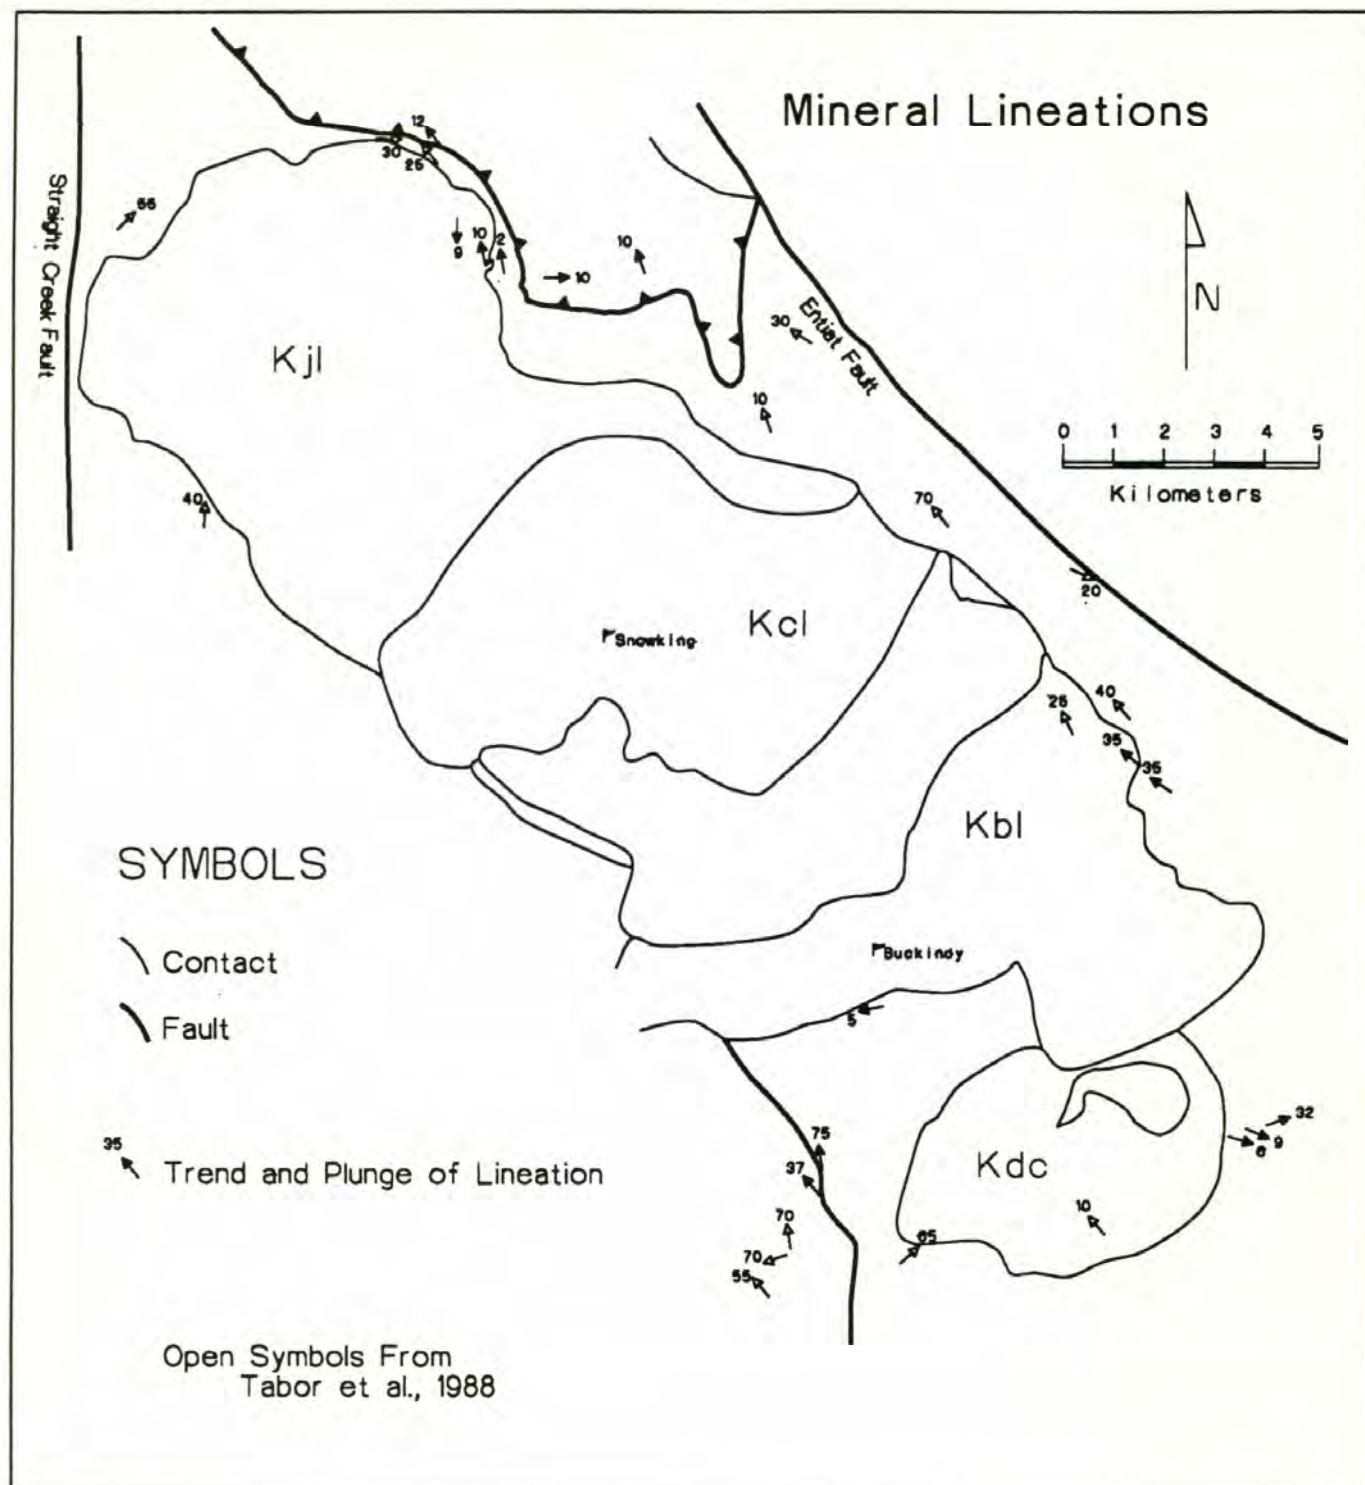 Mineral Lineations
12
30
25
Straight Creek Fault
55
10
2
9
10
10
N
Kjl
30
Entiat Fault
10
0 1 2 3 4 5
Kilometers
40
70
20
Kcl
Snowking
25
40
35
35
Kbl
SYMBOLS
Buckindy
Contact
5
Fault
32
75
9
6
35
Trend and Plunge of Lineation
37
Kdc
10
70
65
70
55
Open Symbols From
Tabor et al., 1988